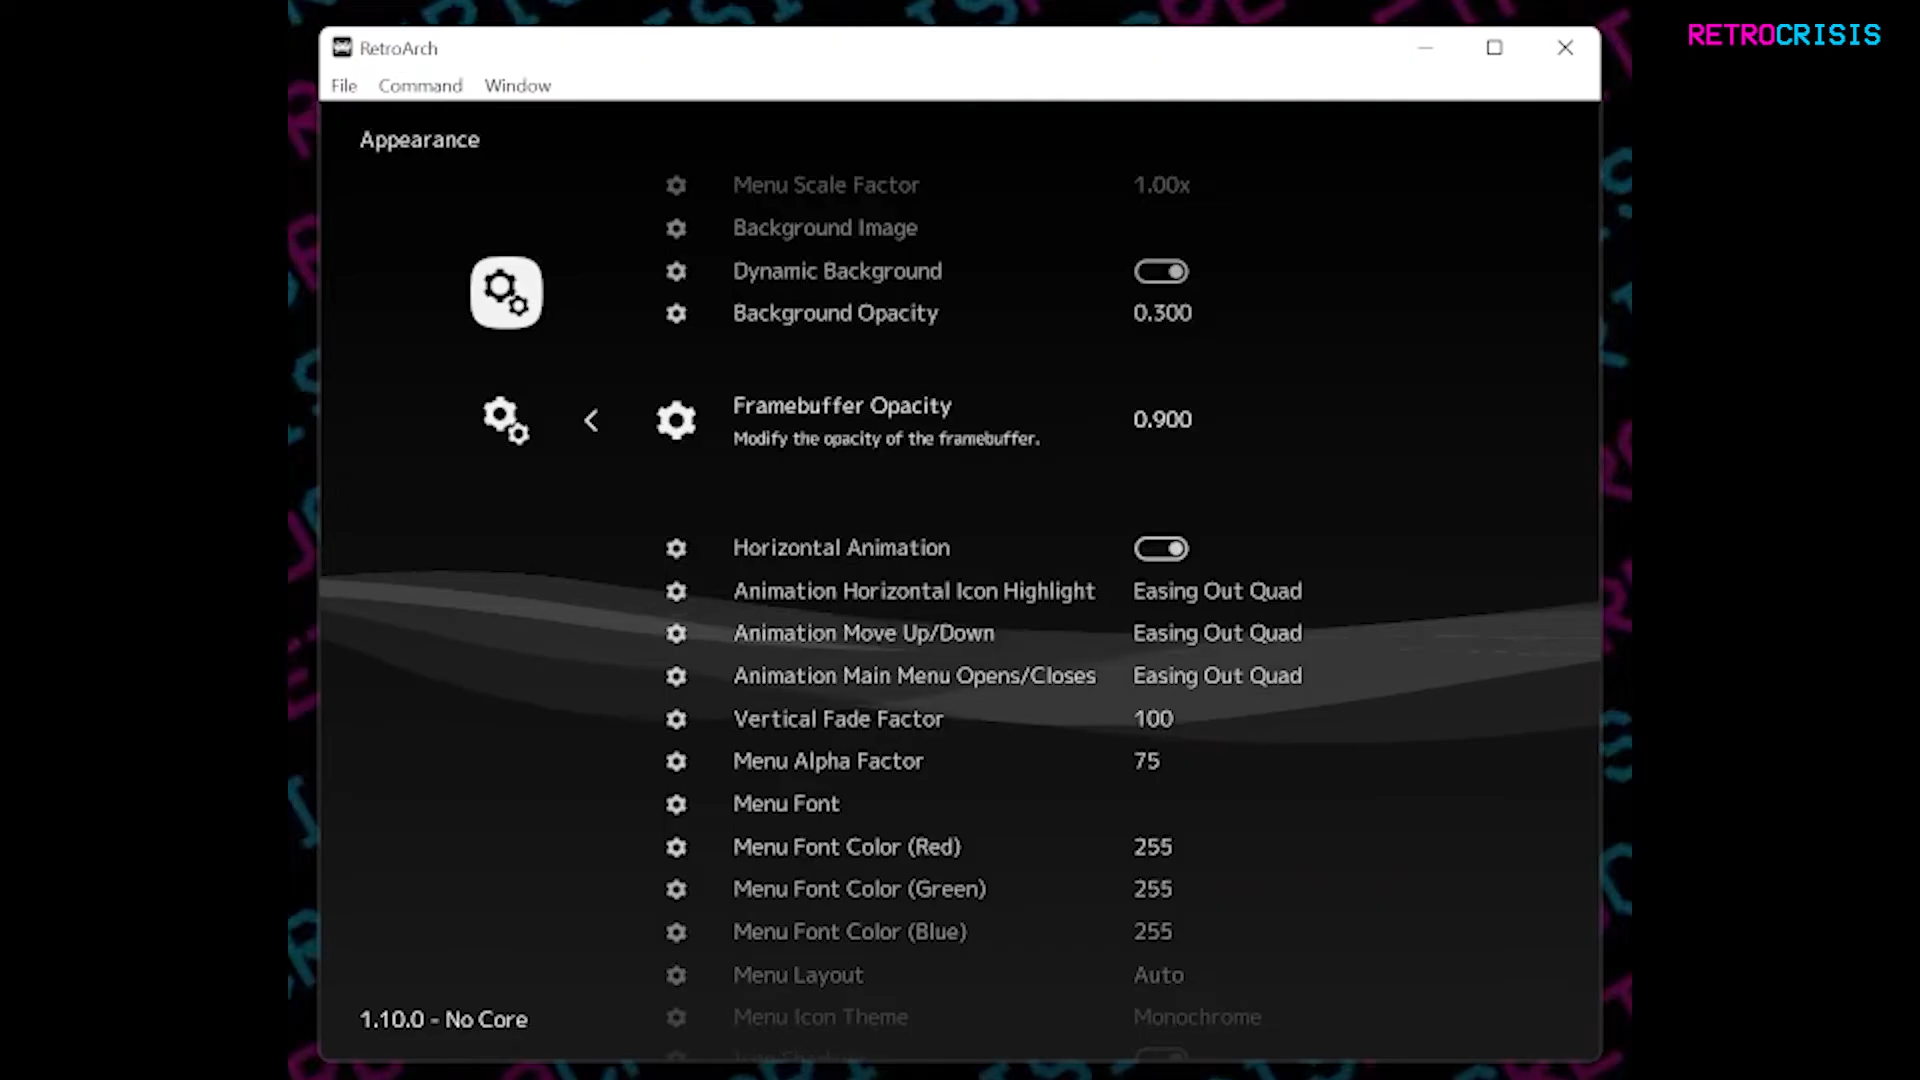 RETROCRISIS
RetroArch
File Command Window
Appearance
Menu Scale Factor 1.00x
Background Image
Dynamic Background
Background Opacity 0.300
Framebuffer Opacity 0.900
Modify the opacity of the framebuffer.
Horizontal Animation
Animation Horizontal Icon Highlight Easing Out Quad
Animation Move Up/Down Easing Out Quad
Animation Main Menu Opens/Closes Easing Out Quad
Vertical Fade Factor 100
Menu Alpha Factor 75
Menu Font
Menu Font Color (Red) 255
Menu Font Color (Green) 255
Menu Font Color (Blue) 255
Menu Layout Auto
Menu Icon Theme Monochrome
1.10.0 - No Core